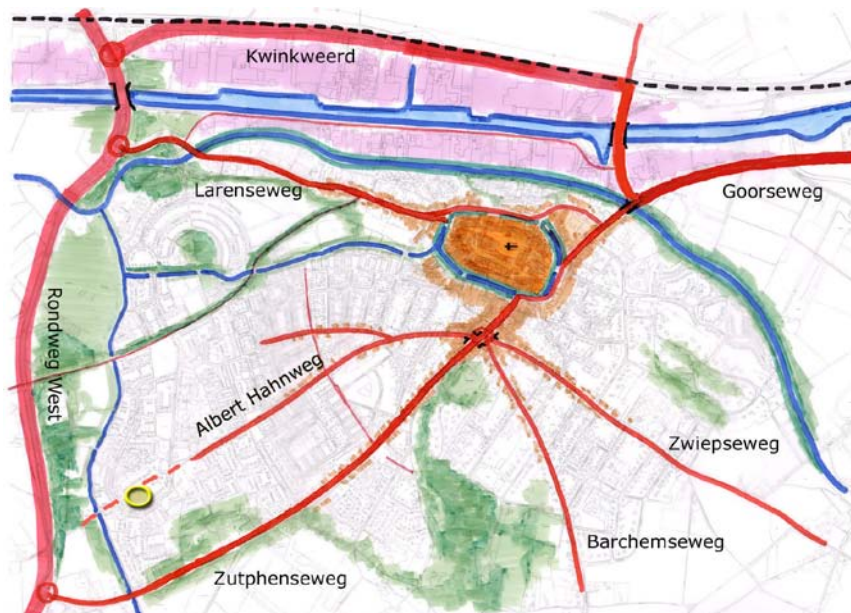 Kwinkweerd
Larenseweg
Goorseweg
Rondweg West
Albert Hahnweg
Zwiepseweg
Barchemseweg
Zutphenseweg